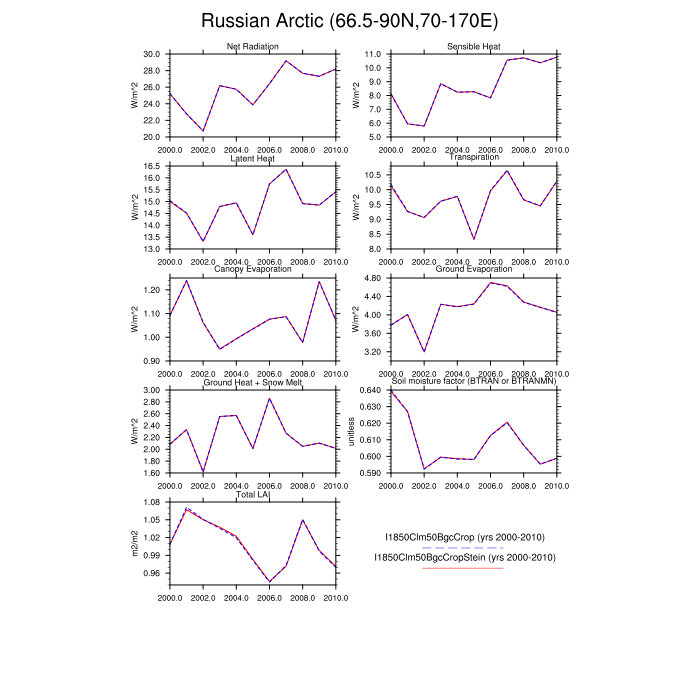 Russian Arctic (66.5-90N,70-170E)
Net Radiation
Sensible Heat
30.0
28.0
26.0
24.0
22.0
20.0
W/m^2
2000.0 2002.0 2004.0 2006.0 2008.0 2010.0
11.0
10.0
9.0
8.0
7.0
6.0
5.0
W/m^2
2000.0 2002.0 2004.0 2006.0 2008.0 2010.0
Latent Heat
Transpiration
16.5
16.0
15.5
15.0
14.5
14.0
13.5
13.0
W/m^2
2000.0 2002.0 2004.0 2006.0 2008.0 2010.0
10.5
10.0
9.5
9.0
8.5
8.0
W/m^2
2000.0 2002.0 2004.0 2006.0 2008.0 2010.0
Canopy Evaporation
Ground Evaporation
1.20
1.10
1.00
0.90
W/m^2
2000.0 2002.0 2004.0 2006.0 2008.0 2010.0
4.80
4.40
4.00
3.60
3.20
W/m^2
2000.0 2002.0 2004.0 2006.0 2008.0 2010.0
Ground Heat + Snow Melt
Soil moisture factor (BTRAN or BTRANMN)
3.00
2.80
2.60
2.40
2.20
2.00
1.80
1.60
W/m^2
2000.0 2002.0 2004.0 2006.0 2008.0 2010.0
0.640
0.630
0.620
0.610
0.600
0.590
unitless
2000.0 2002.0 2004.0 2006.0 2008.0 2010.0
Total LAI
1.08
1.05
1.02
0.99
0.96
m2/m2
2000.0 2002.0 2004.0 2006.0 2008.0 2010.0
I1850Clm50BgcCrop (yrs 2000-2010)
I1850Clm50BgcCropStein (yrs 2000-2010)